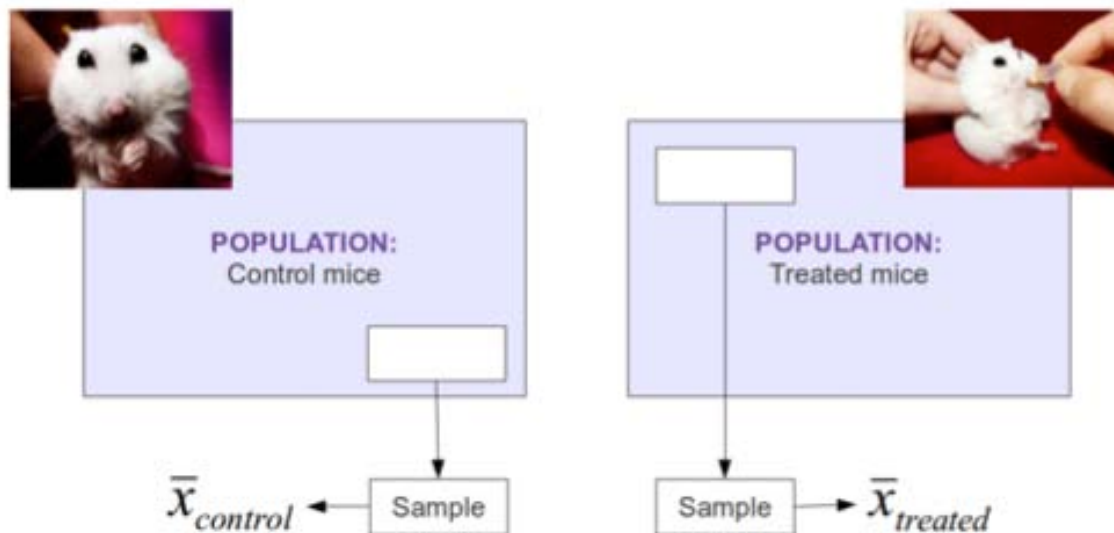 POPULATION:
Control mice
POPULATION:
Treated mice
x̄control
Sample
Sample
x̄treated